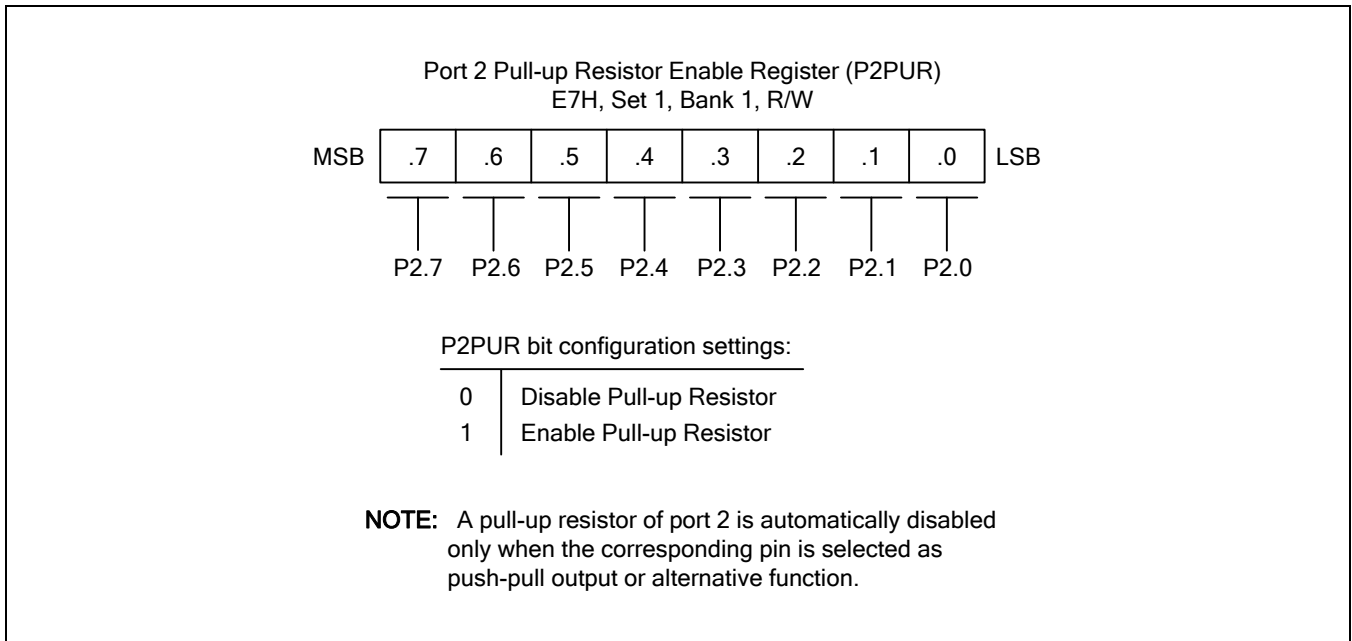 Port 2 Pull-up Resistor Enable Register (P2PUR)
E7H, Set 1, Bank 1, R/W
MSB .7 .6 .5 .4 .3 .2 .1 .0 LSB
P2.7 P2.6 P2.5 P2.4 P2.3 P2.2 P2.1 P2.0
P2PUR bit configuration settings:
0 Disable Pull-up Resistor
1 Enable Pull-up Resistor
NOTE: A pull-up resistor of port 2 is automatically disabled
only when the corresponding pin is selected as
push-pull output or alternative function.